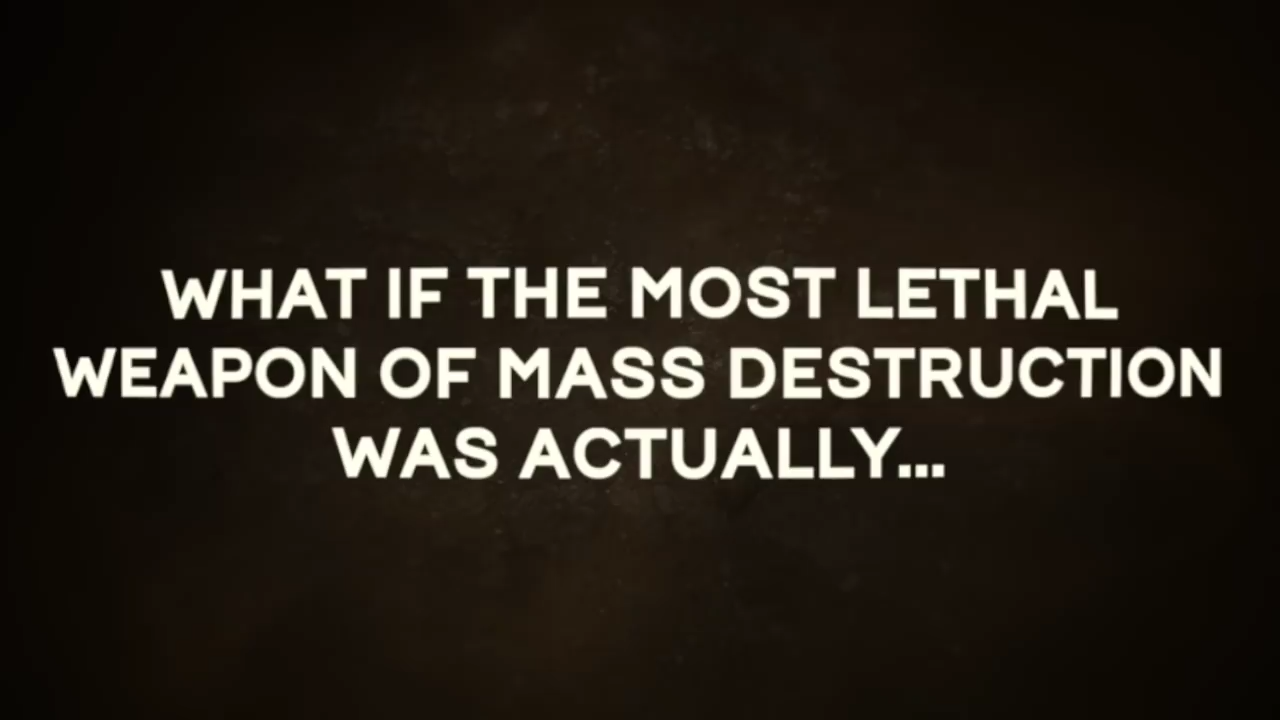 WHAT IF THE MOST LETHAL
WEAPON OF MASS DESTRUCTION
WAS ACTUALLY...